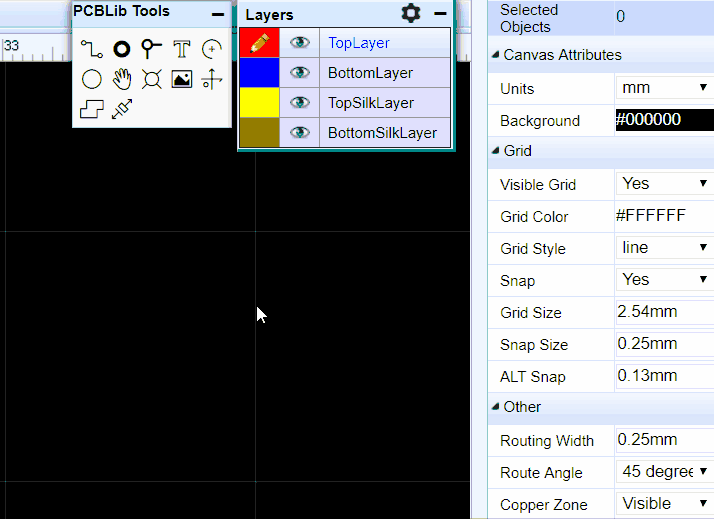 PCBLib Tools
33
Layers
TopLayer
BottomLayer
TopSilkLayer
BottomSilkLayer
Selected Objects 0
Canvas Attributes
Units mm
Background #000000
Grid
Visible Grid Yes
Grid Color #FFFFFF
Grid Style line
Snap Yes
Grid Size 2.54mm
Snap Size 0.25mm
ALT Snap 0.13mm
Other
Routing Width 0.25mm
Route Angle 45 degree
Copper Zone Visible